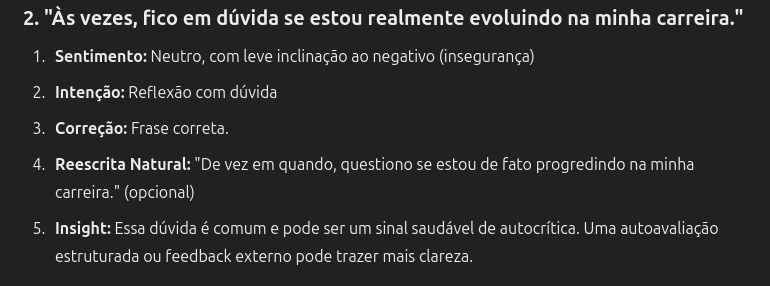 2. "Às vezes, fico em dúvida se estou realmente evoluindo na minha carreira."
1. Sentimento: Neutro, com leve inclinação ao negativo (insegurança)
2. Intenção: Reflexão com dúvida
3. Correção: Frase correta.
4. Reescrita Natural: "De vez em quando, questiono se estou de fato progredindo na minha
carreira." (opcional)
5. Insight: Essa dúvida é comum e pode ser um sinal saudável de autocrítica. Uma autoavaliação
estruturada ou feedback externo pode trazer mais clareza.